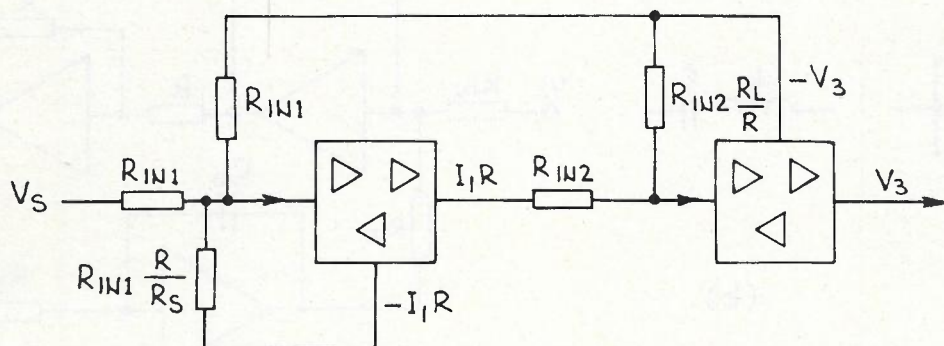 R_IN1
R_IN2 R_L/R
-V_3
V_S
R_IN1
I_1R
R_IN2
V_3
R_IN1 R/R_S
-I_1R